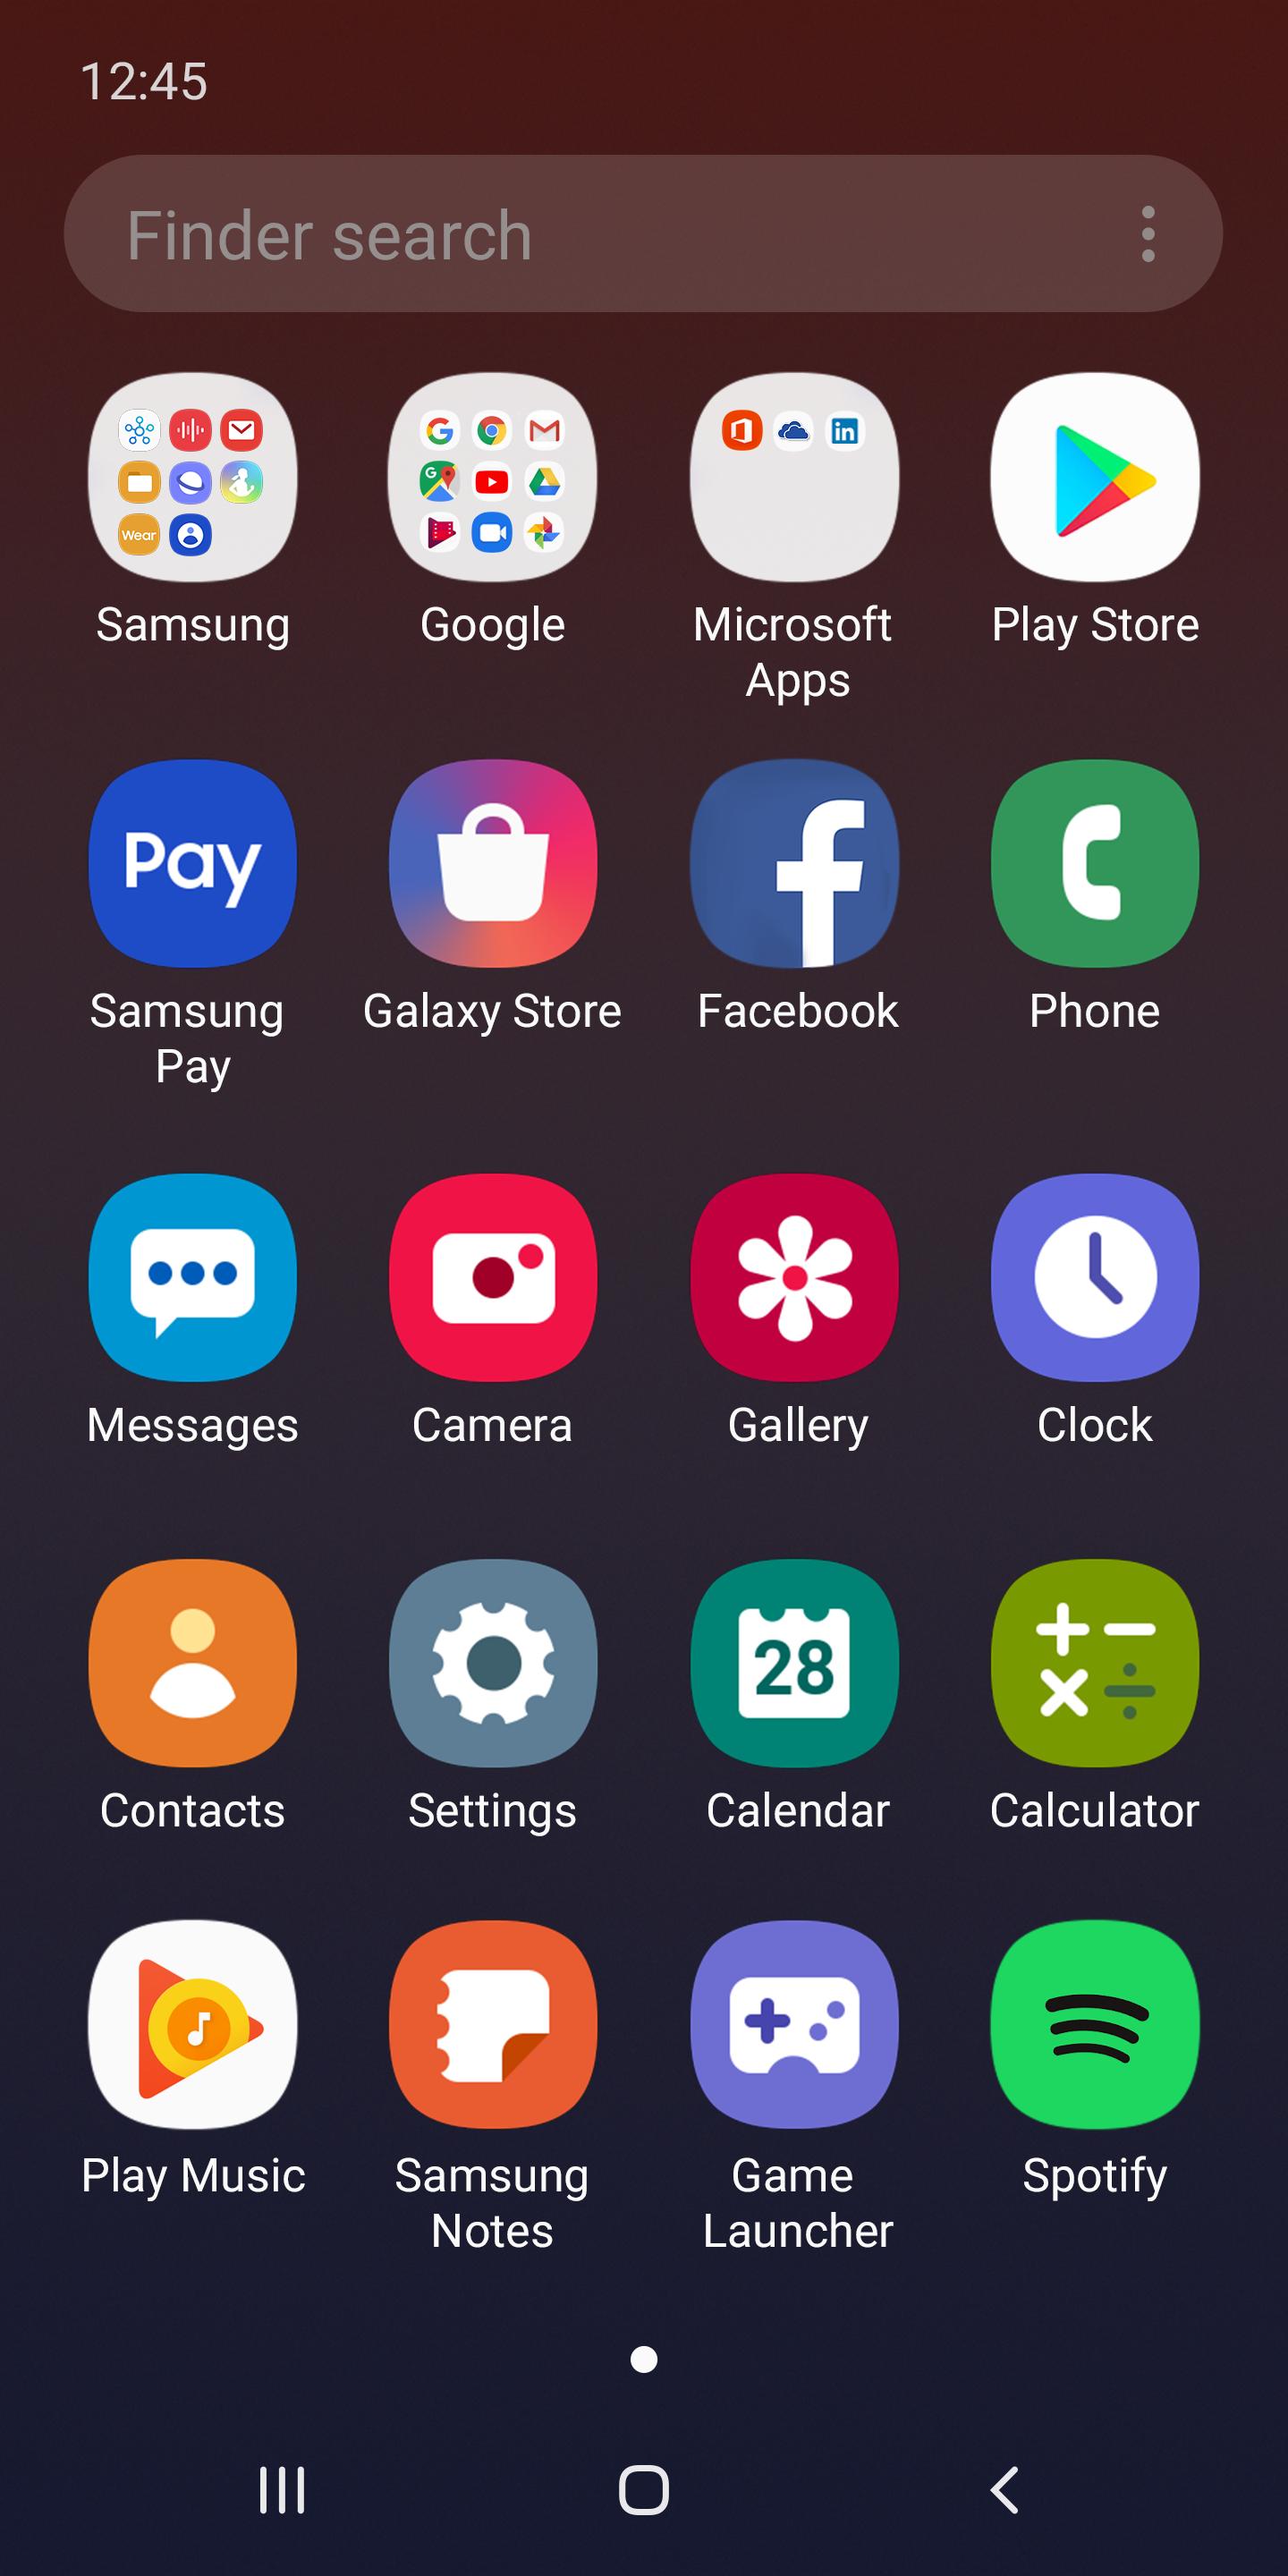 12:45
Finder search
Wear
Samsung
Google
Microsoft
Apps
Play Store
Pay
Samsung
Pay
Galaxy Store
Facebook
Phone
Messages
Camera
Gallery
Clock
28
Contacts
Settings
Calendar
Calculator
Play Music
Samsung
Notes
Game
Launcher
Spotify